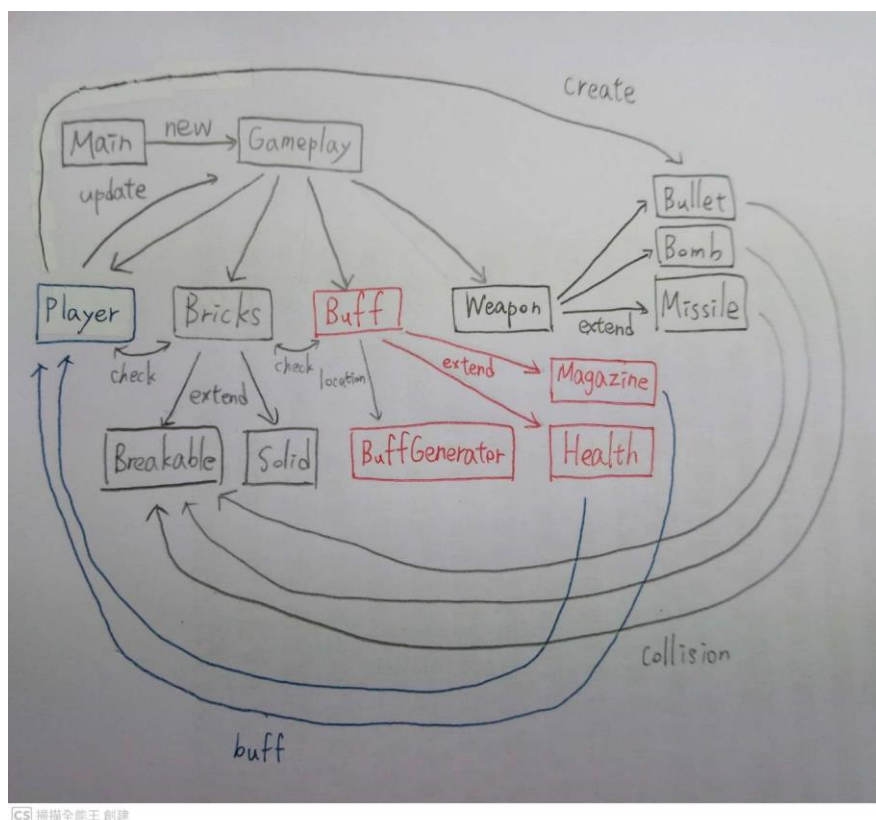 create
Main
new
Gameplay
update
Bullet
Bomb
Player
Bricks
Buff
Weapon
Missile
extend
check
check
location
extend
Magazine
extend
Breakable
Solid
BuffGenerator
Health
Collision
buff
CS 掃描全能王 創建